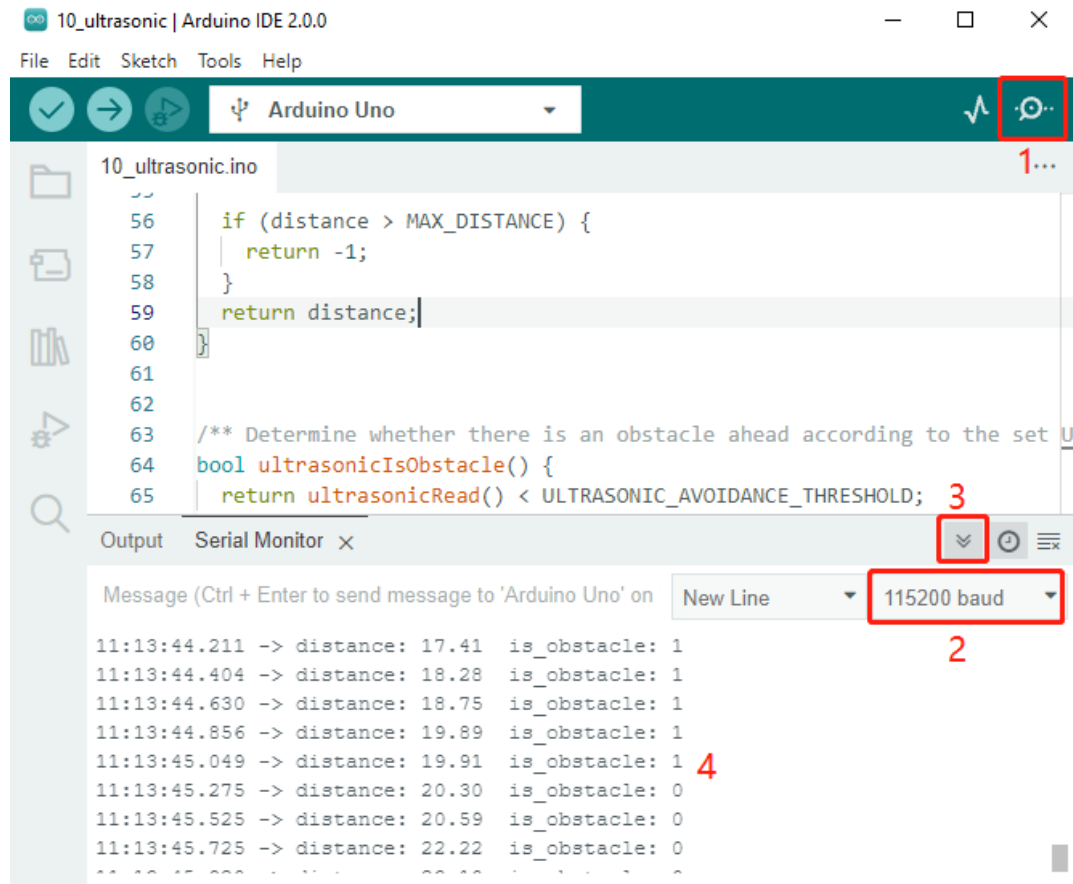 10_ultrasonic | Arduino IDE 2.0.0
File Edit Sketch Tools Help
Arduino Uno
1
10_ultrasonic.ino
...
56 if (distance > MAX_DISTANCE) {
57 return -1;
58 }
59 return distance;
60 }
61
62
63 /** Determine whether there is an obstacle ahead according to the set U
64 bool ultrasonicIsObstacle() {
65 return ultrasonicRead() < ULTRASONIC_AVOIDANCE_THRESHOLD;
3
Output Serial Monitor ×
Message (Ctrl + Enter to send message to 'Arduino Uno' on New Line 115200 baud
2
11:13:44.211 -> distance: 17.41 is_obstacle: 1
11:13:44.404 -> distance: 18.28 is_obstacle: 1
11:13:44.630 -> distance: 18.75 is_obstacle: 1
11:13:44.856 -> distance: 19.89 is_obstacle: 1
11:13:45.049 -> distance: 19.91 is_obstacle: 1
4
11:13:45.275 -> distance: 20.30 is_obstacle: 0
11:13:45.525 -> distance: 20.59 is_obstacle: 0
11:13:45.725 -> distance: 22.22 is_obstacle: 0